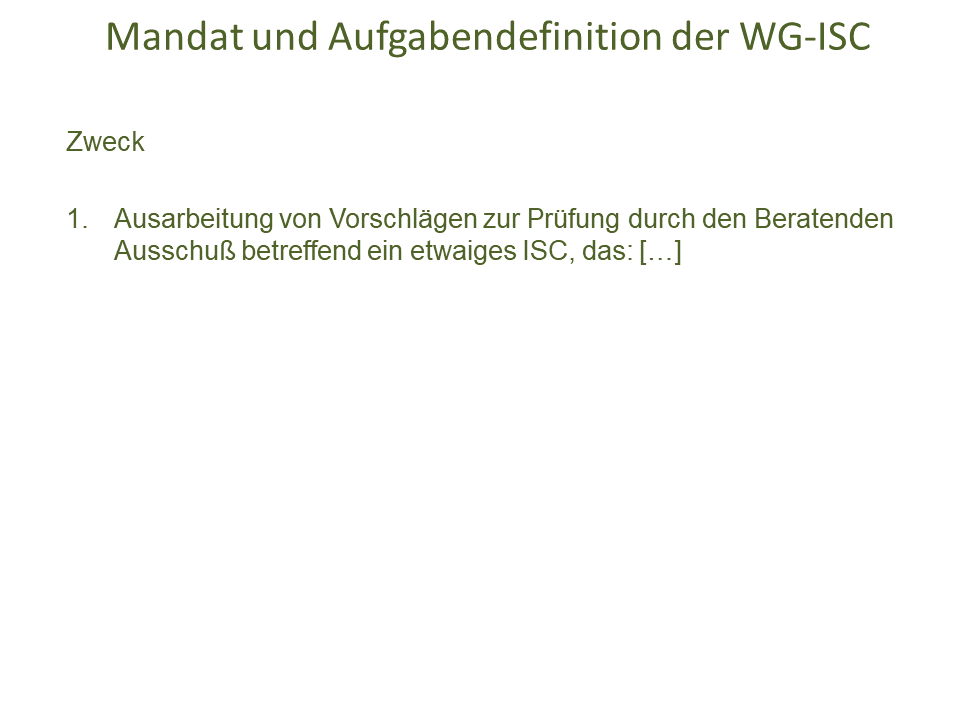 Mandat und Aufgabendefinition der WG-ISC
Zweck
1. Ausarbeitung von Vorschlägen zur Prüfung durch den Beratenden
Ausschuß betreffend ein etwaiges ISC, das: […]